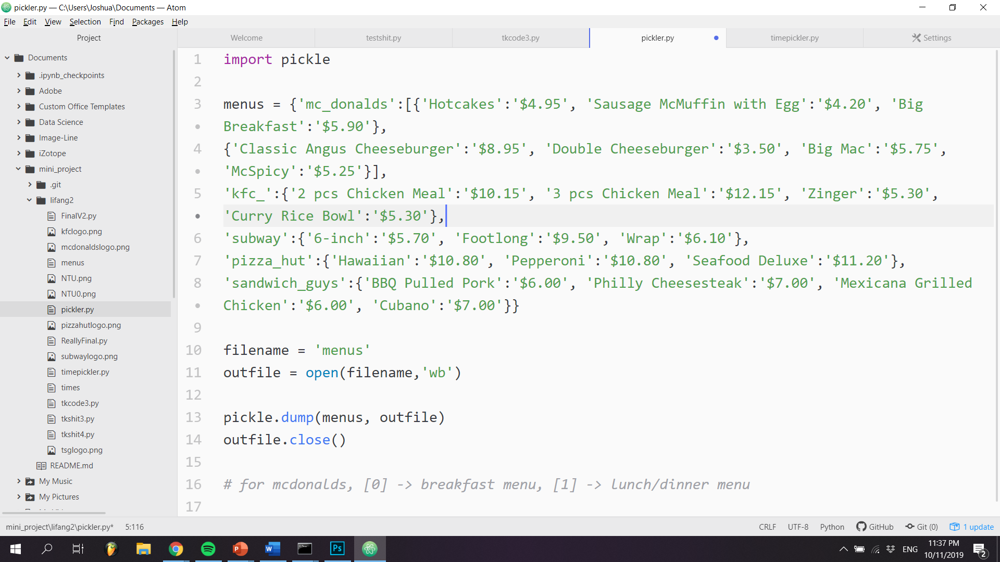 pickler.py — C:\Users\Joshua\Documents — Atom
File Edit View Selection Find Packages Help
Project
Welcome
testshit.py
tkcode3.py
pickler.py
timepickler.py
Settings
Documents
.ipynb_checkpoints
Adobe
Custom Office Templates
Data Science
Image-Line
iZotope
mini_project
.git
lifang2
FinalV2.py
kfclogo.png
mcdonaldslogo.png
menus
NTU.png
NTU0.png
pickler.py
pizzahutlogo.png
ReallyFinal.py
subwaylogo.png
timepickler.py
times
tkcode3.py
tkshit3.py
tkshit4.py
tsglogo.png
README.md
My Music
My Pictures
1 import pickle
2
3 menus = {'mc_donalds':[{'Hotcakes':'$4.95', 'Sausage McMuffin with Egg':'$4.20', 'Big
• Breakfast':'$5.90'},
4 {'Classic Angus Cheeseburger':'$8.95', 'Double Cheeseburger':'$3.50', 'Big Mac':'$5.75',
• 'McSpicy':'$5.25'}],
5 'kfc_':{'2 pcs Chicken Meal':'$10.15', '3 pcs Chicken Meal':'$12.15', 'Zinger':'$5.30',
• 'Curry Rice Bowl':'$5.30'},
6 'subway':{'6-inch':'$5.70', 'Footlong':'$9.50', 'Wrap':'$6.10'},
7 'pizza_hut':{'Hawaiian':'$10.80', 'Pepperoni':'$10.80', 'Seafood Deluxe':'$11.20'},
8 'sandwich_guys':{'BBQ Pulled Pork':'$6.00', 'Philly Cheesesteak':'$7.00', 'Mexicana Grilled
• Chicken':'$6.00', 'Cubano':'$7.00'}}
9
10 filename = 'menus'
11 outfile = open(filename,'wb')
12
13 pickle.dump(menus, outfile)
14 outfile.close()
15
16 # for mcdonalds, [0] -> breakfast menu, [1] -> lunch/dinner menu
17
mini_project\lifang2\pickler.py* 5:116
CRLF UTF-8 Python GitHub Git (0) 1 update
P W Ps
ENG
11:37 PM
10/11/2019
2